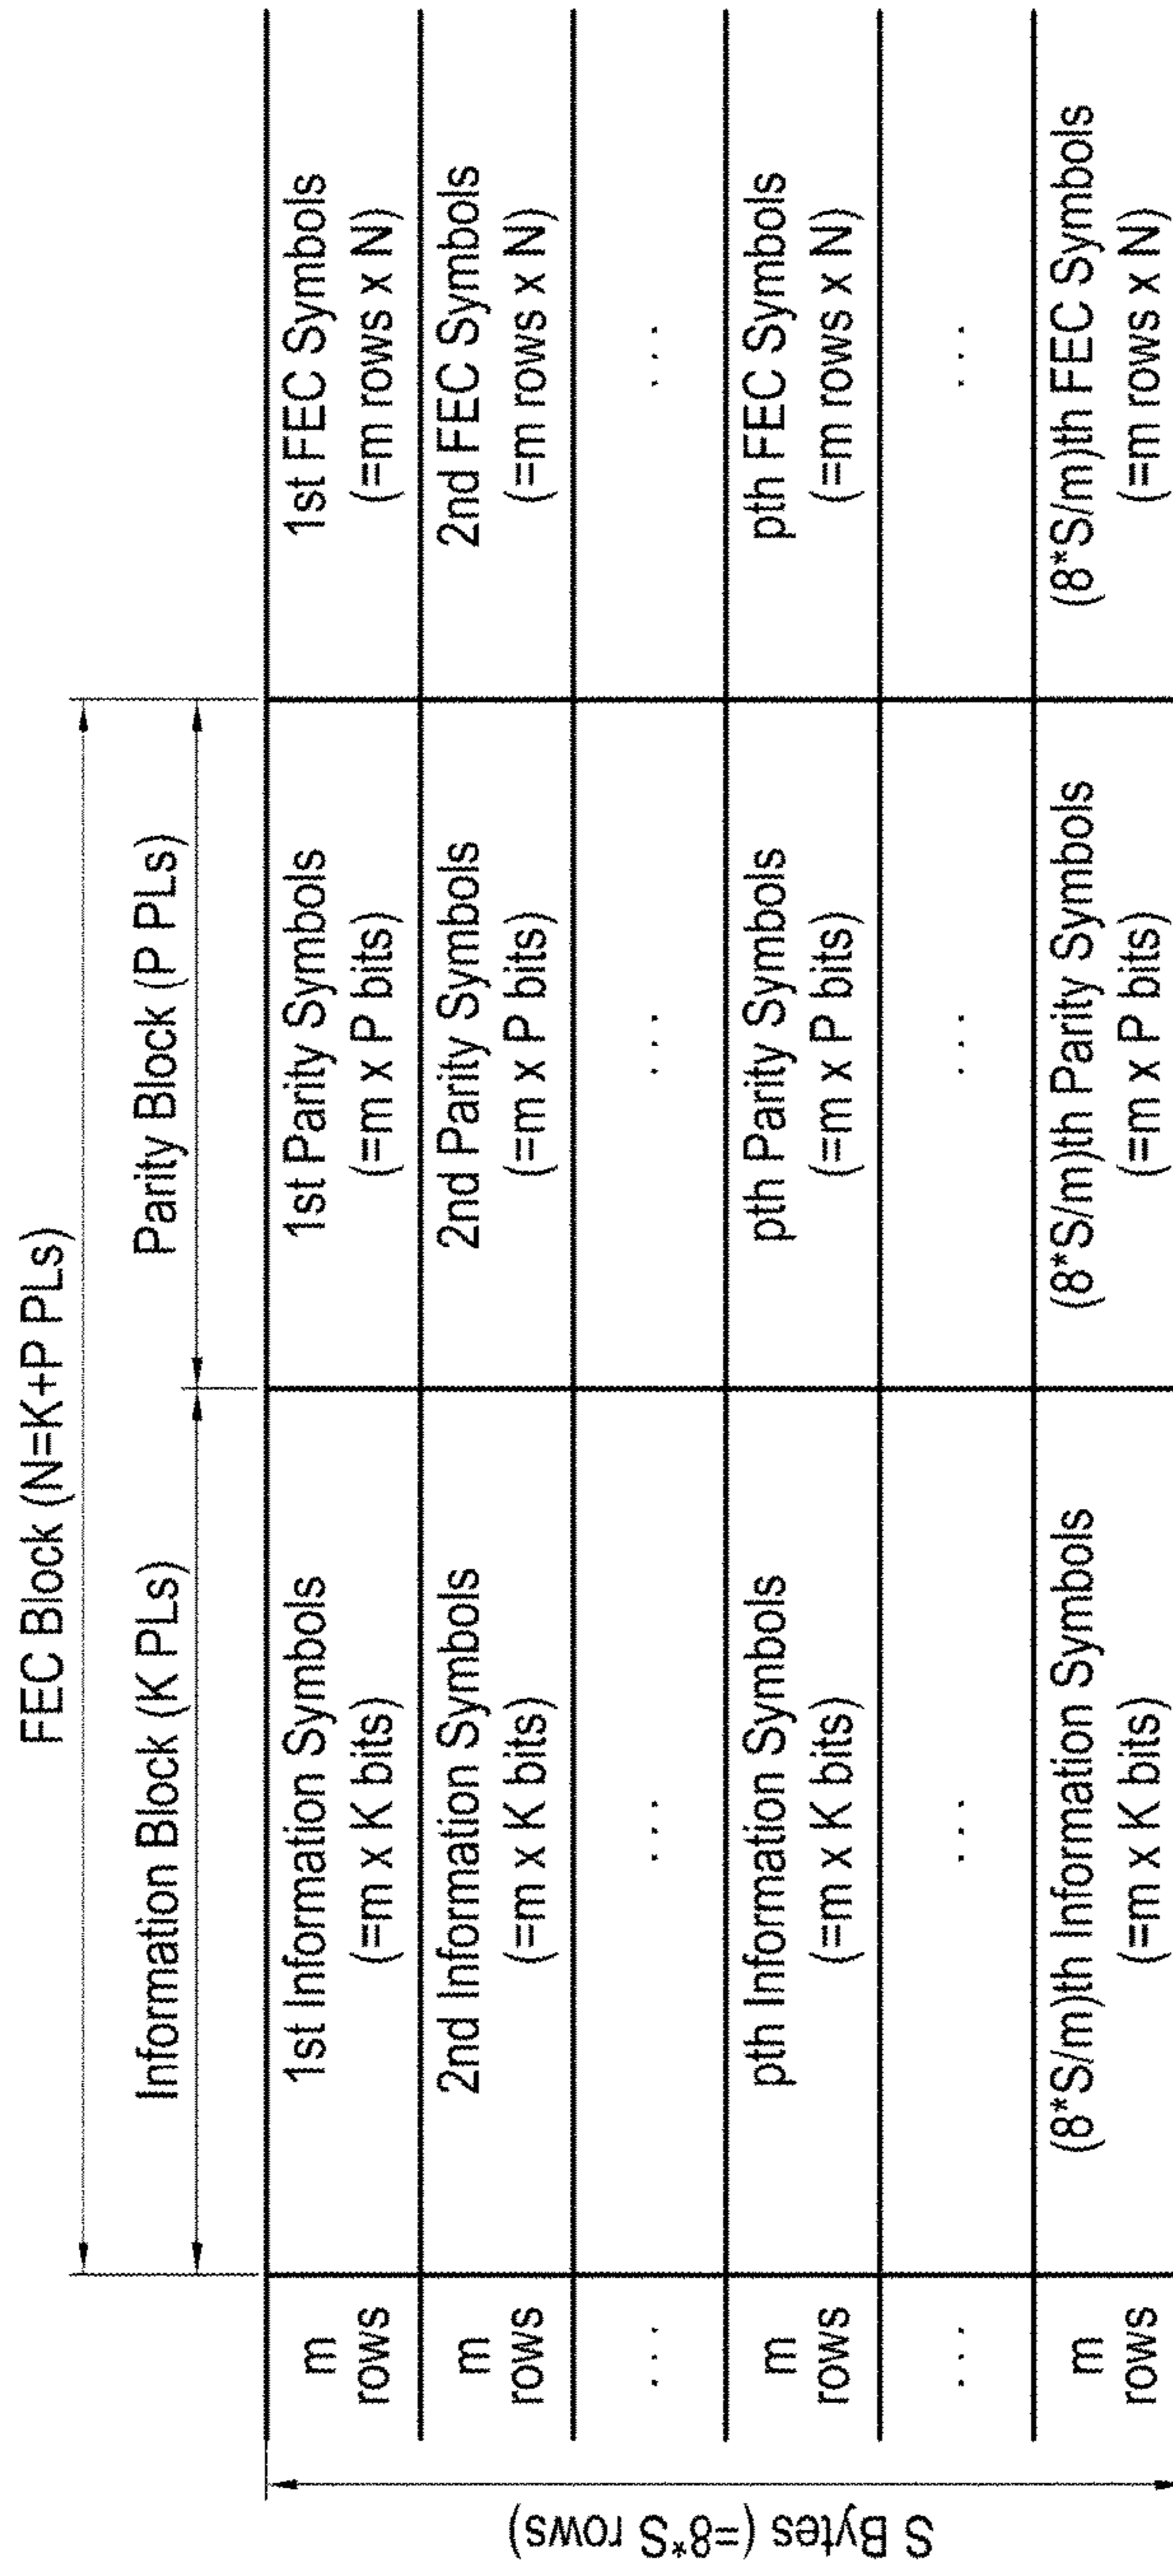 FEC Block (N=K+P PLs)
Information Block (K PLs)
Parity Block (P PLs)
S Bytes (=8*S rows)
m
rows
1st Information Symbols
(=m x K bits)
1st Parity Symbols
(=m x P bits)
1st FEC Symbols
(=m rows x N)
m
rows
2nd Information Symbols
(=m x K bits)
2nd Parity Symbols
(=m x P bits)
2nd FEC Symbols
(=m rows x N)
...
...
...
...
m
rows
pth Information Symbols
(=m x K bits)
pth Parity Symbols
(=m x P bits)
pth FEC Symbols
(=m rows x N)
...
...
...
...
m
rows
(8*S/m)th Information Symbols
(=m x K bits)
(8*S/m)th Parity Symbols
(=m x P bits)
(8*S/m)th FEC Symbols
(=m rows x N)